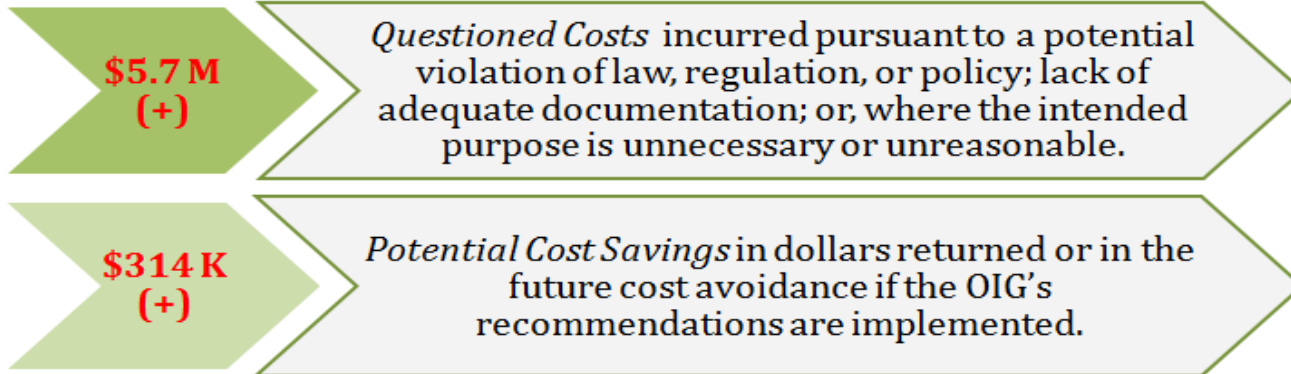 $5.7 M
(+)
Questioned Costs incurred pursuant to a potential
violation of law, regulation, or policy; lack of
adequate documentation; or, where the intended
purpose is unnecessary or unreasonable.
$314 K
(+)
Potential Cost Savings in dollars returned or in the
future cost avoidance if the OIG’s
recommendations are implemented.